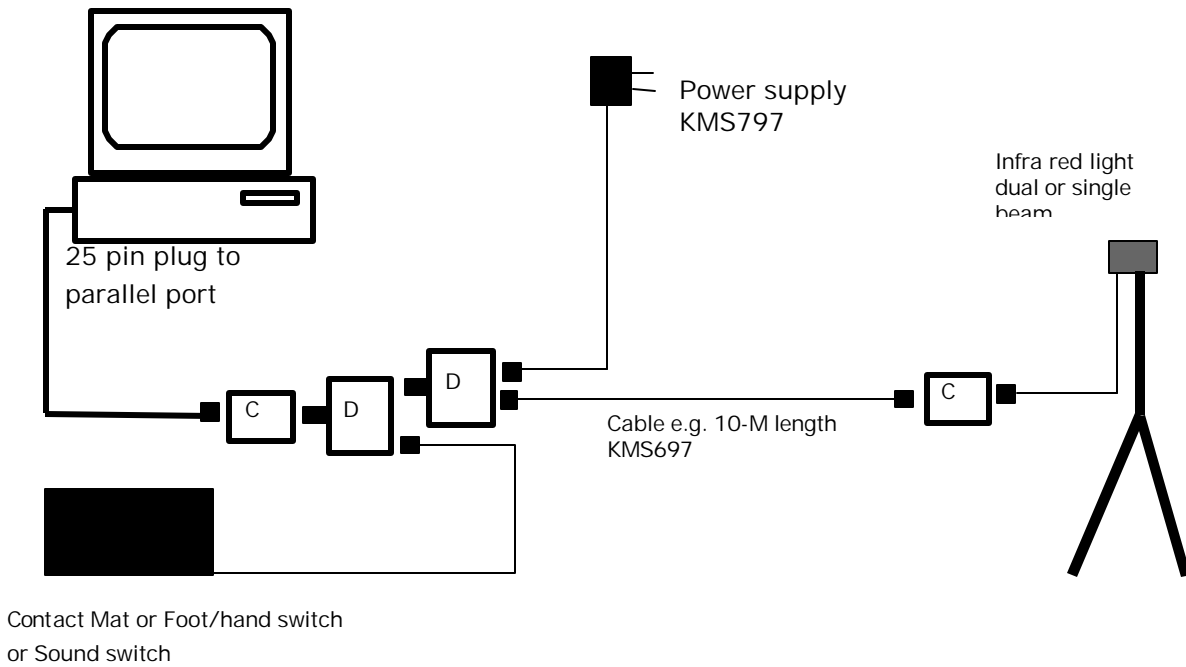 Power supply
KMS797
Infra red light
dual or single
beam
25 pin plug to
parallel port
D
C
D
C
Cable e.g. 10-M length
KMS697
Contact Mat or Foot/hand switch
or Sound switch